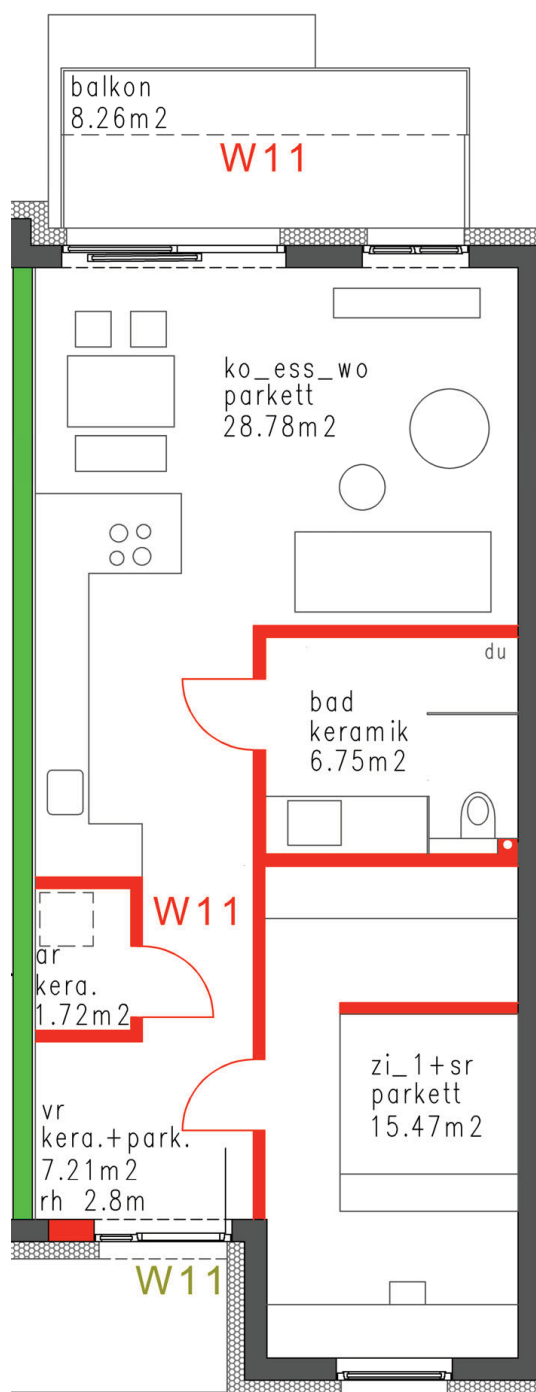 balkon
8.26m2
W11
ko_ess_wo
parkett
28.78m2
du
bad
keramik
6.75m2
W11
ar
kera.
1.72m2
zi_1+sr
parkett
15.47m2
vr
kera.+park.
7.21m2
rh 2.8m
W11